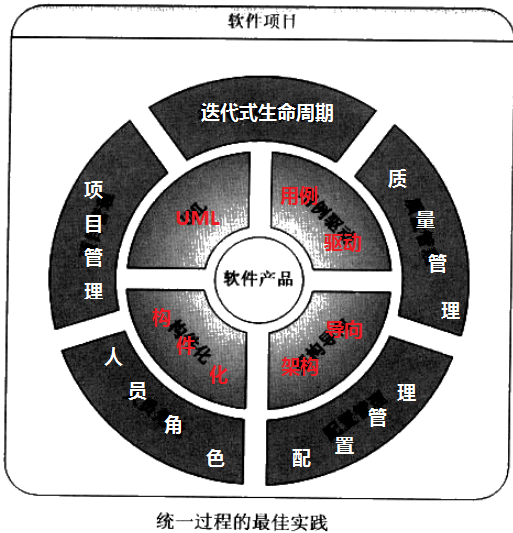 软件项目
迭代式生命周期
项目管理
质量管理
UML
用例
驱动
软件产品
构件化
架构
导向
人员角色
配置管理
统一过程的最佳实践